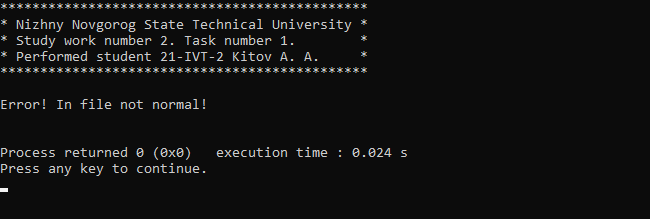 **********************************************
* Nizhny Novgorog State Technical University *
* Study work number 2. Task number 1.        *
* Performed student 21-IVT-2 Kitov A. A.     *
**********************************************
Error! In file not normal!
Process returned 0 (0x0)   execution time : 0.024 s
Press any key to continue.